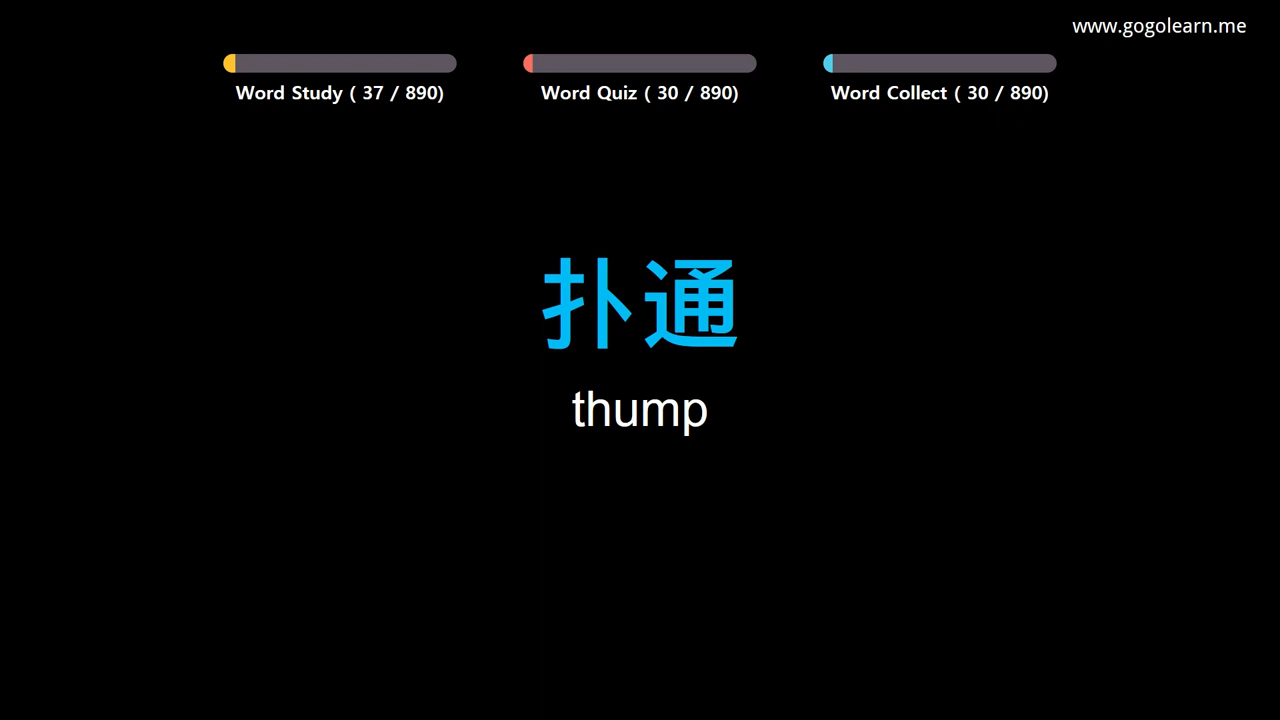 www.gogolearn.me
Word Study ( 37 / 890)
Word Quiz ( 30 / 890)
Word Collect ( 30 / 890)
扑通
thump